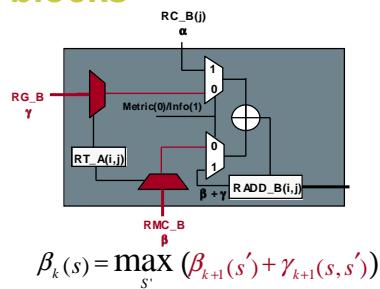 blocks
RC_B(j)
α
RG_B
γ
1
0
Metric(0)/Info(1)
RT_A(i,j)
0
1
β + γ
RADD_B(i,j)
RMC_B
β
β_k(s) = max_{s'} (β_{k+1}(s′) + γ_{k+1}(s,s′))